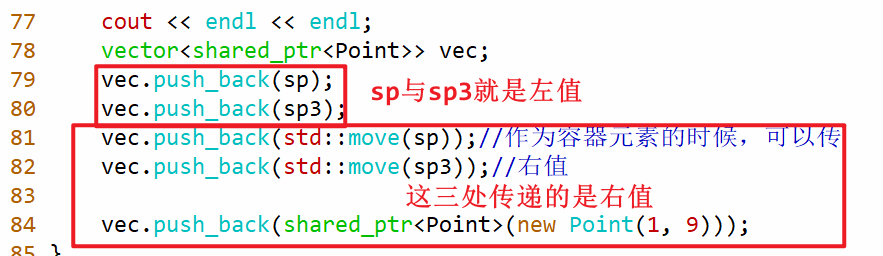 77 cout << endl << endl;
78 vector<shared_ptr<Point>> vec;
79 vec.push_back(sp);
sp与sp3就是左值
80 vec.push_back(sp3);
81 vec.push_back(std::move(sp));//作为容器元素的时候，可以传
82 vec.push_back(std::move(sp3));//右值
83 这三处传递的是右值
84 vec.push_back(shared_ptr<Point>(new Point(1, 9)));
85 }